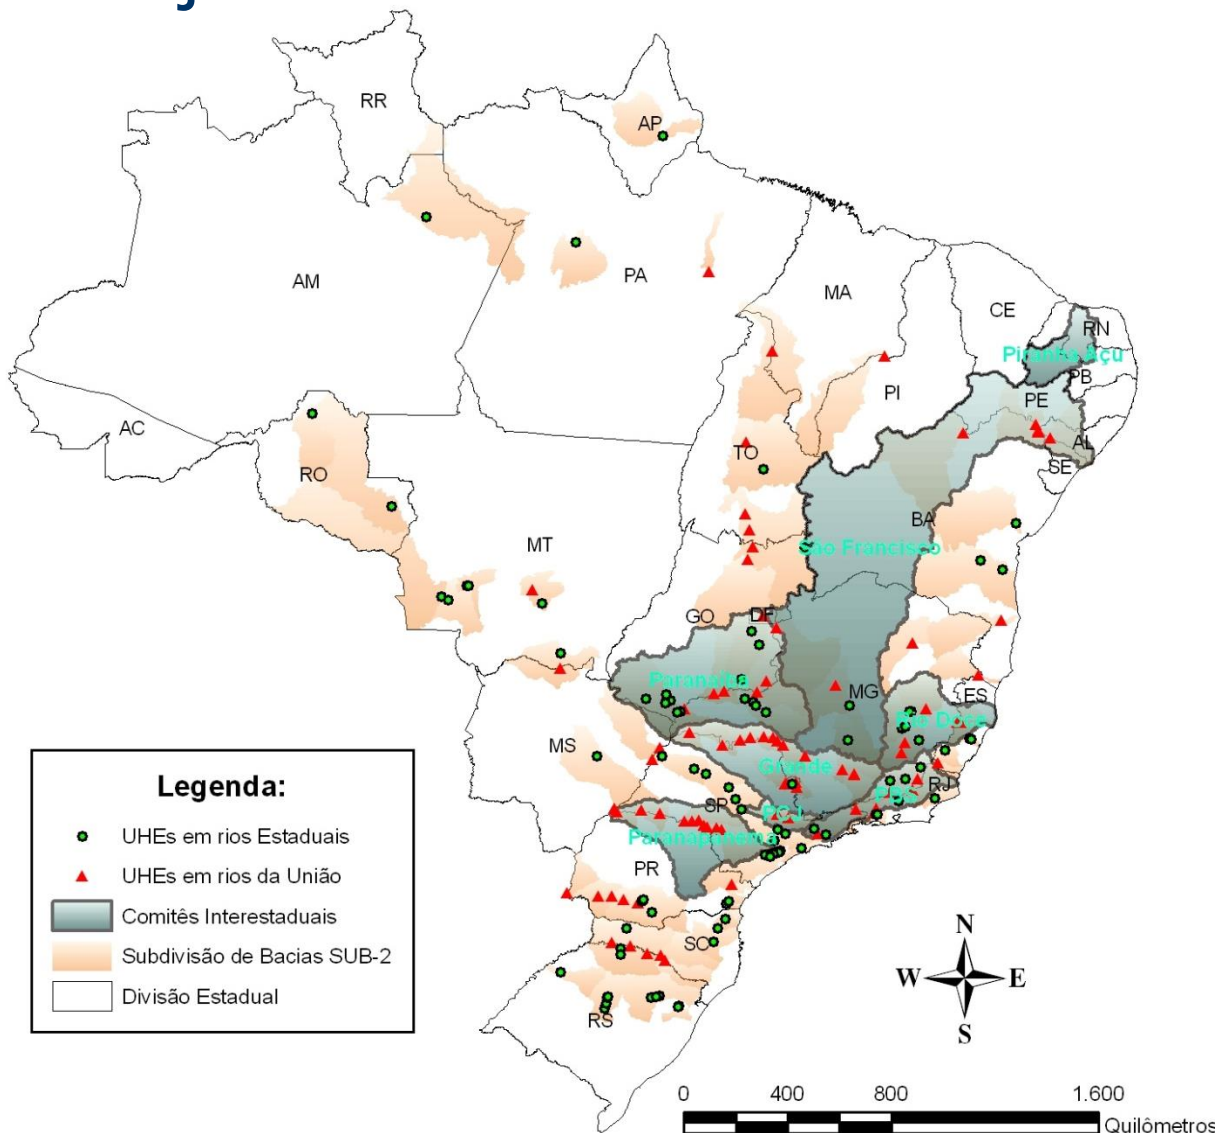 RR
AP
AM
PA
MA
CE
RN
Piranha Açu
PB
PI
PE
AC
AL
TO
SE
RO
BA
MT
São Francisco
GO
DF
Paranaíba
MG
ES
Rio Doce
MS
Grande
RJ
PBS
SP
PCJ
Paranapanema
PR
SC
RS
Legenda:
UHEs em rios Estaduais
UHEs em rios da União
Comitês Interestaduais
Subdivisão de Bacias SUB-2
Divisão Estadual
N
W E
S
0 400 800 1.600
Quilômetros